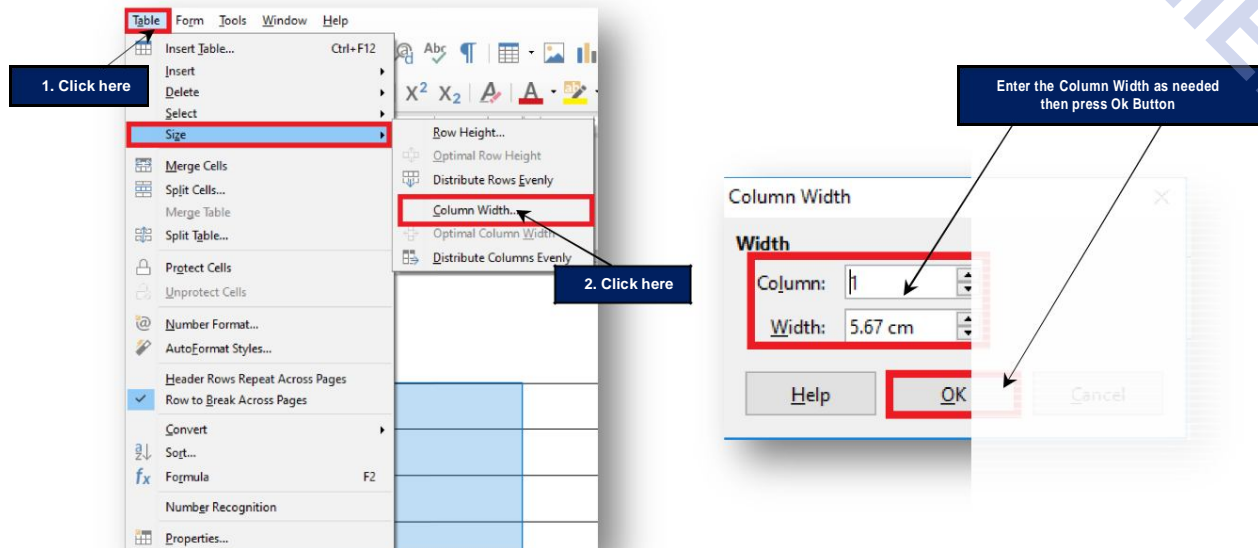 Table Form Tools Window Help
Insert Table... Ctrl+F12
Insert
Delete
Select
Size
Merge Cells
Split Cells...
Merge Table
Split Table...
Protect Cells
Unprotect Cells
Number Format...
AutoFormat Styles...
Header Rows Repeat Across Pages
Row to Break Across Pages
Convert
Sort...
Formula F2
Number Recognition
Properties...
1. Click here
Row Height...
Optimal Row Height
Distribute Rows Evenly
Column Width...
Optimal Column Width
Distribute Columns Evenly
2. Click here
Enter the Column Width as needed
then press Ok Button
Column Width
Width
Column: 1
Width: 5.67 cm
Help OK Cancel